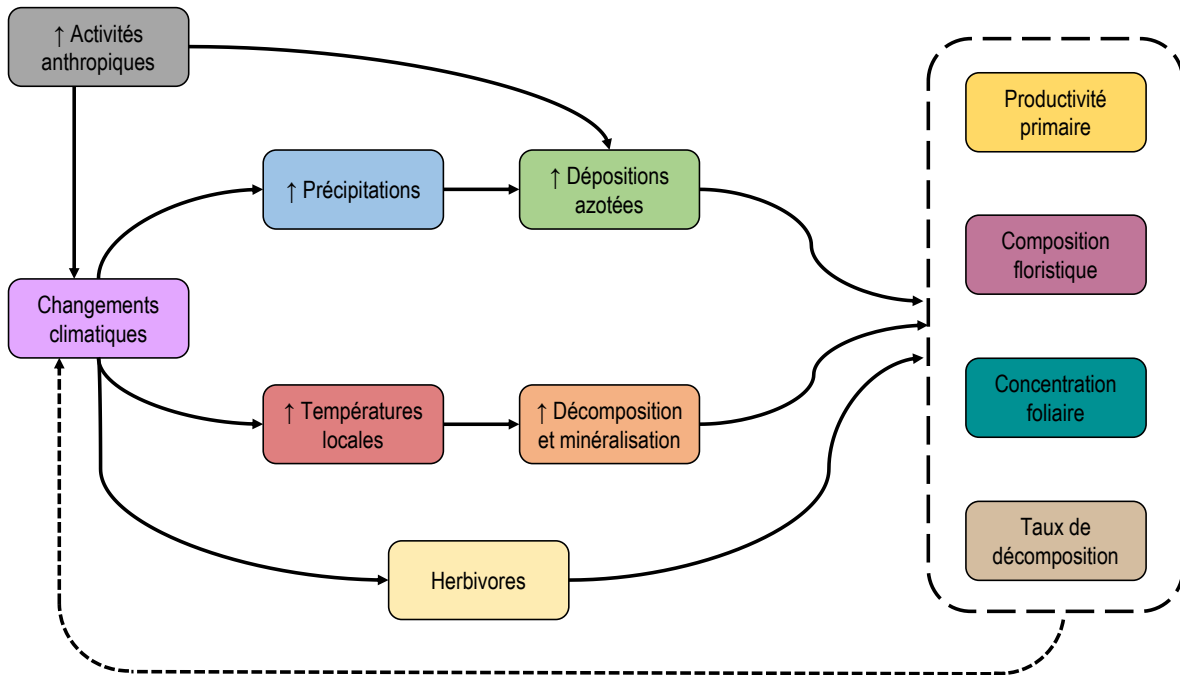 ↑ Activités
anthropiques
Productivité
primaire
↑ Précipitations
↑ Dépositions
azotées
Composition
floristique
Changements
climatiques
↑ Températures
locales
↑ Décomposition
et minéralisation
Concentration
foliaire
Herbivores
Taux de
décomposition